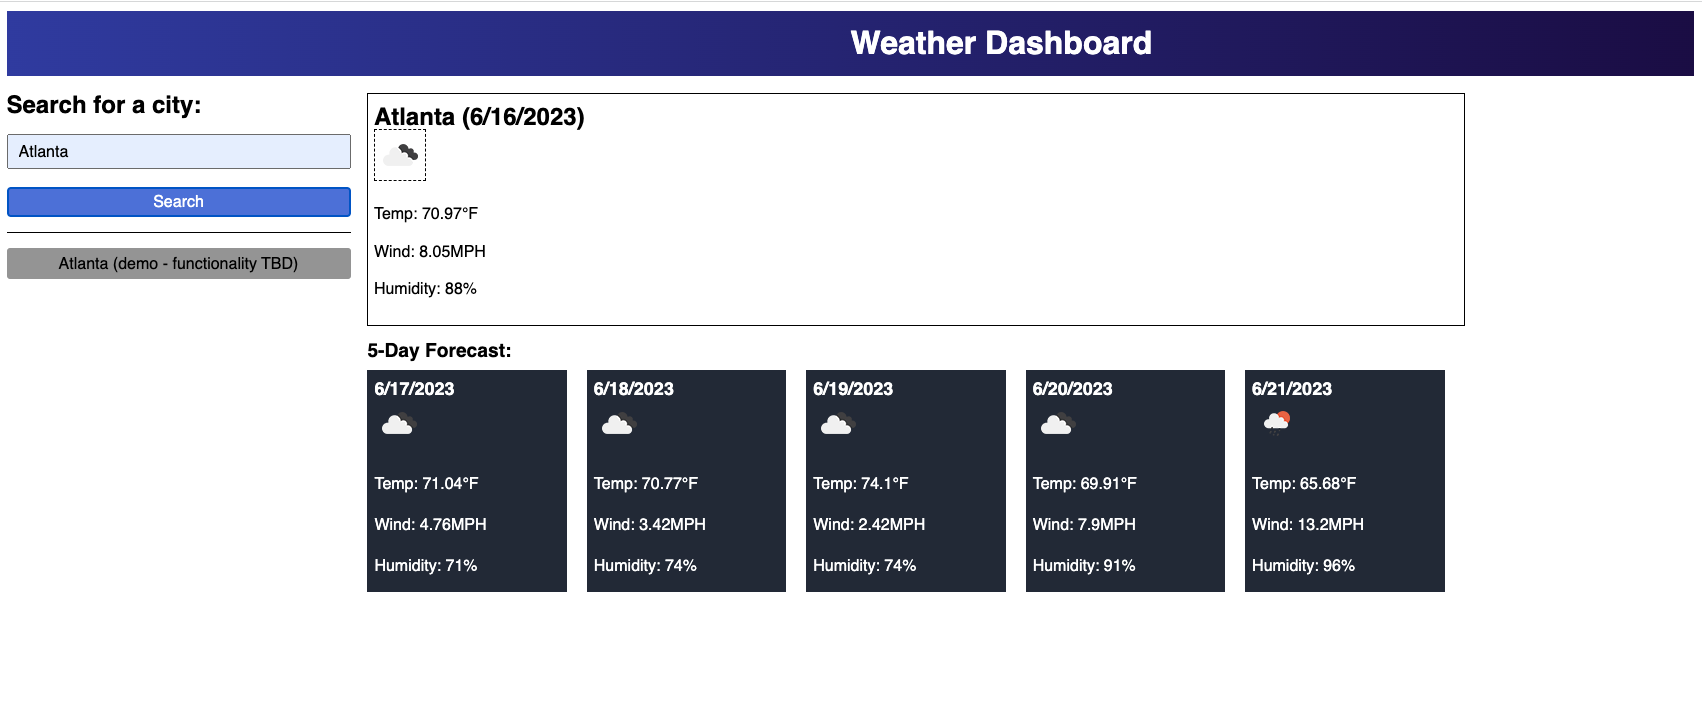 Weather Dashboard
Search for a city:
Atlanta
Search
Atlanta (demo - functionality TBD)
Atlanta (6/16/2023)
Temp: 70.97°F
Wind: 8.05MPH
Humidity: 88%
5-Day Forecast:
6/17/2023
Temp: 71.04°F
Wind: 4.76MPH
Humidity: 71%
6/18/2023
Temp: 70.77°F
Wind: 3.42MPH
Humidity: 74%
6/19/2023
Temp: 74.1°F
Wind: 2.42MPH
Humidity: 74%
6/20/2023
Temp: 69.91°F
Wind: 7.9MPH
Humidity: 91%
6/21/2023
Temp: 65.68°F
Wind: 13.2MPH
Humidity: 96%